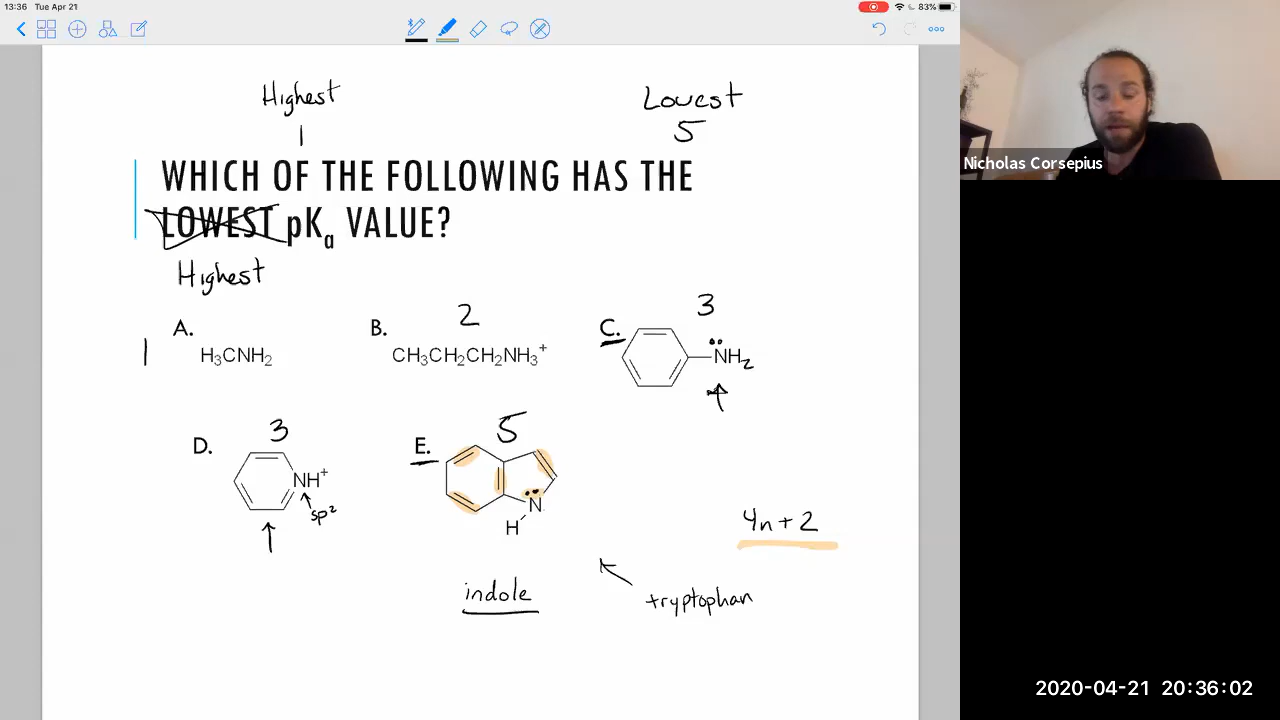 13:36 Tue Apr 21
83%
Highest
Lowest
1
5
WHICH OF THE FOLLOWING HAS THE
LOWEST pKa VALUE?
Highest
Nicholas Corsepius
1
A.
H3CNH2
B.
2
CH3CH2CH2NH3+
C.
3
NH2
D.
3
NH+
sp2
E.
5
N
H
4n+2
indole
tryptophan
2020-04-21 20:36:02